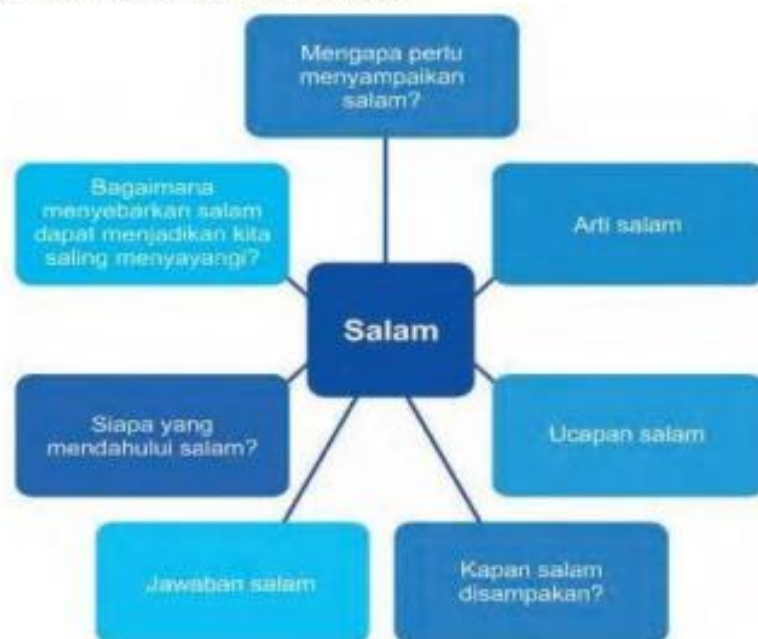 Mengapa perlu
menyampaikan
salam?
Bagaimana
menyebarkan salam
dapat menjadikan kita
saling menyayangi?
Arti salam
Salam
Siapa yang
mendahului salam?
Ucapan salam
Jawaban salam
Kapan salam
disampakan?